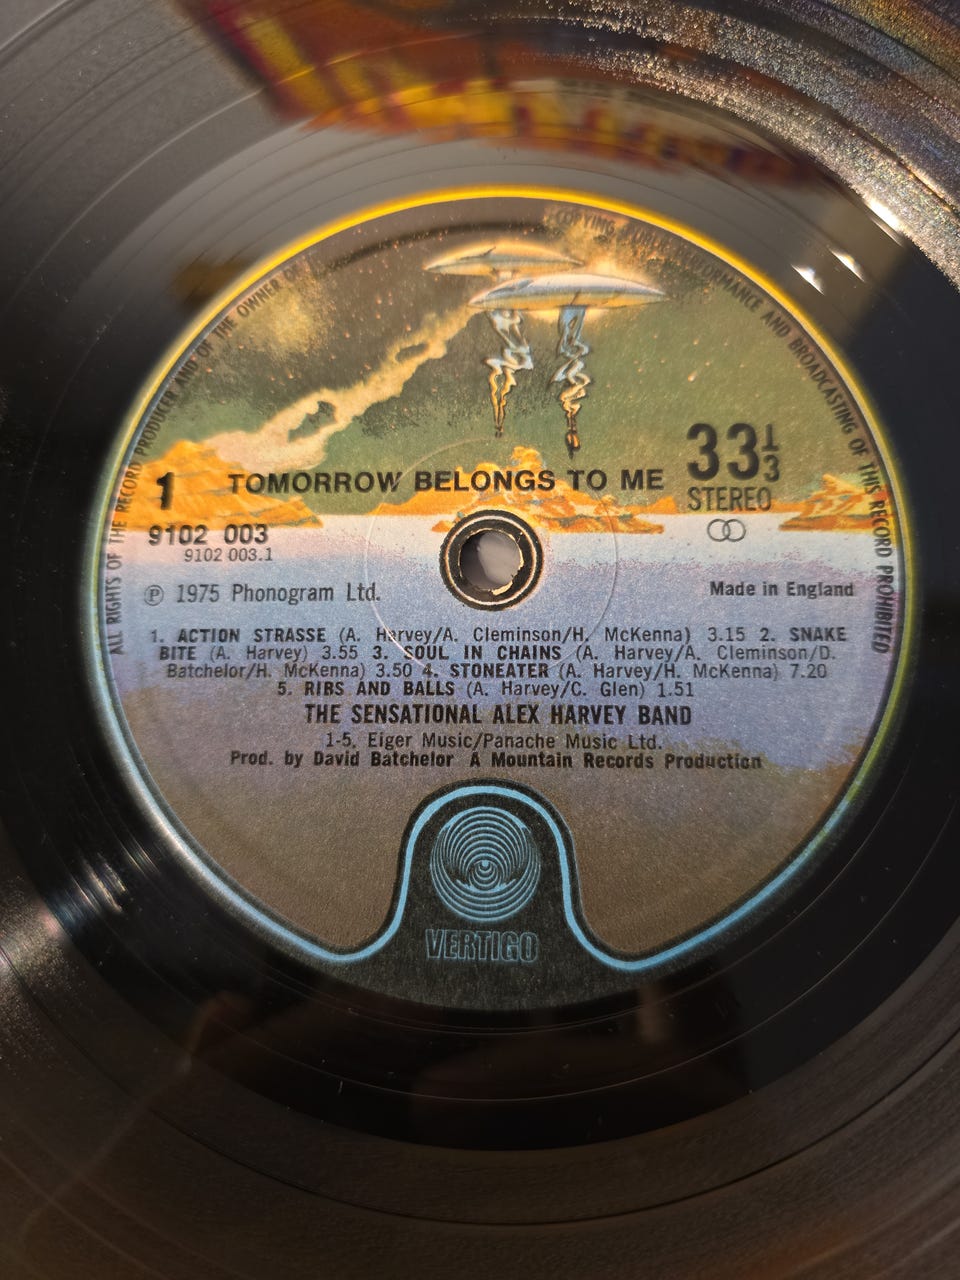 ALL RIGHTS OF THE RECORD PRODUCER AND OF THE OWNER OF
COPYING, PUBLIC PERFORMANCE AND BROADCASTING OF THIS RECORD PROHIBITED
33⅓
1 TOMORROW BELONGS TO ME
STEREO
9102 003
9102 003.1
℗ 1975 Phonogram Ltd.
Made in England
1. ACTION STRASSE (A. Harvey/A. Cleminson/H. McKenna) 3.15 2. SNAKE
BITE (A. Harvey) 3.55 3. SOUL IN CHAINS (A. Harvey/A. Cleminson/D.
Batchelor/H. McKenna) 3.50 4. STONEATER (A. Harvey/H. McKenna) 7.20
5. RIBS AND BALLS (A. Harvey/C. Glen) 1.51
THE SENSATIONAL ALEX HARVEY BAND
1-5. Eiger Music/Panache Music Ltd.
Prod. by David Batchelor A Mountain Records Production
VERTIGO